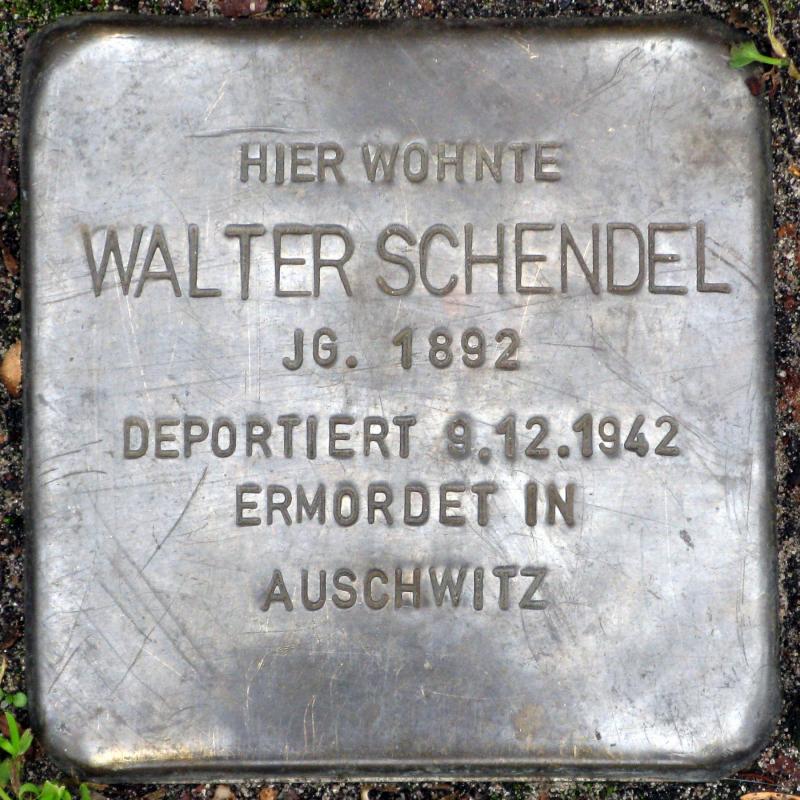 HIER WOHNTE
WALTER SCHENDEL
JG. 1892
DEPORTIERT 9.12.1942
ERMORDET IN
AUSCHWITZ